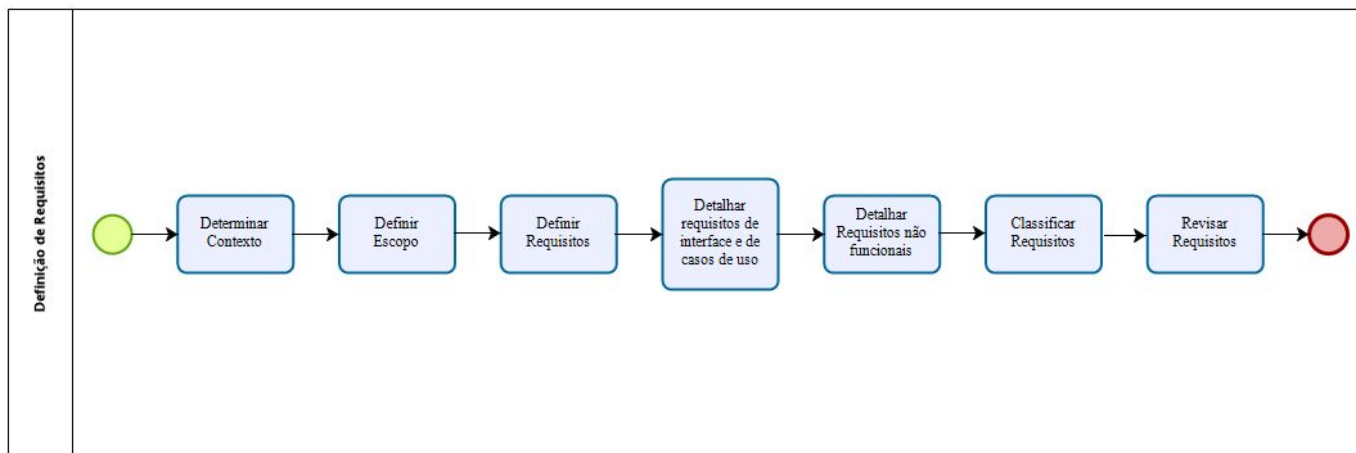 Definição de Requisitos
Determinar
Contexto
Definir
Escopo
Definir
Requisitos
Detalhar
requisitos de
interface e de
casos de uso
Detalhar
Requisitos não
funcionais
Classificar
Requisitos
Revisar
Requisitos